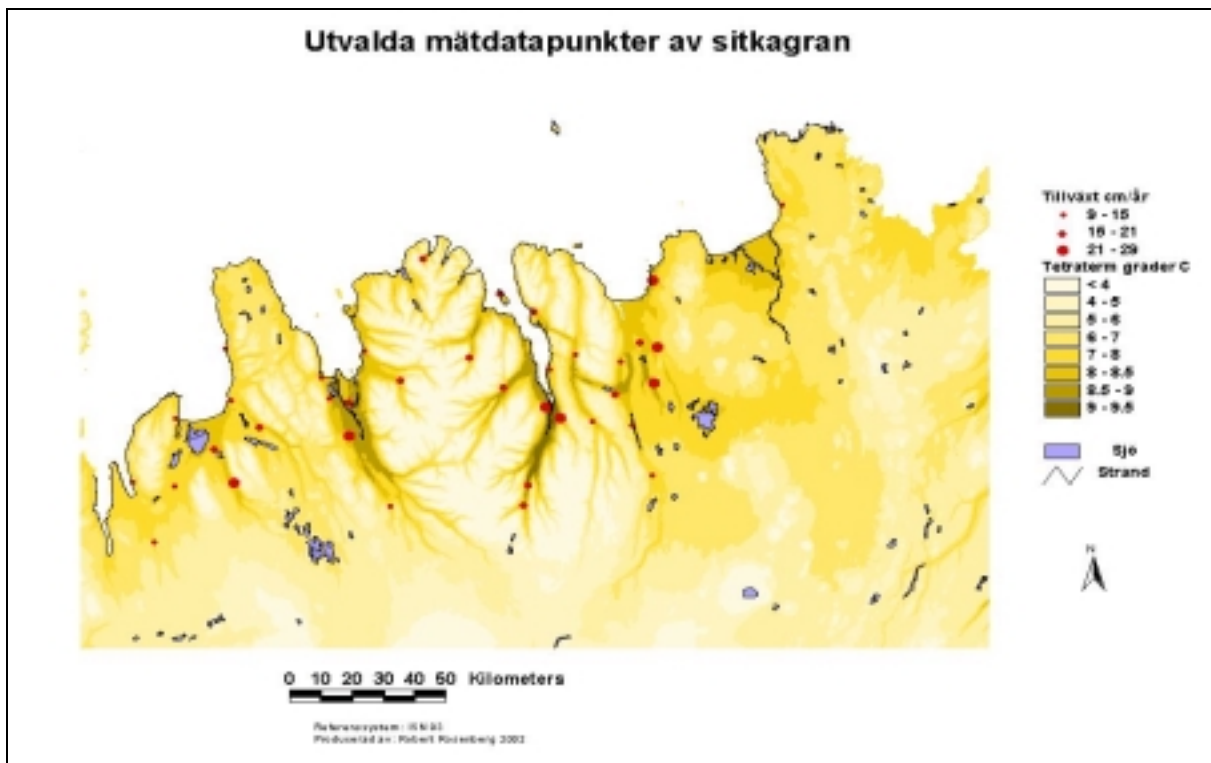 Utvalda mätdatapunkter av sitkagran
Tillväxt cm/år
9 - 15
15 - 21
21 - 29
Tetraterm grader C
< 4
4 - 5
5 - 6
6 - 7
7 - 8
8 - 8.5
8.5 - 9
9 - 9.5
Sjö
Strand
N
0 10 20 30 40 50 Kilometers
Referenssystem: ISN93
Producerad av: Robert Rosenberg 2002